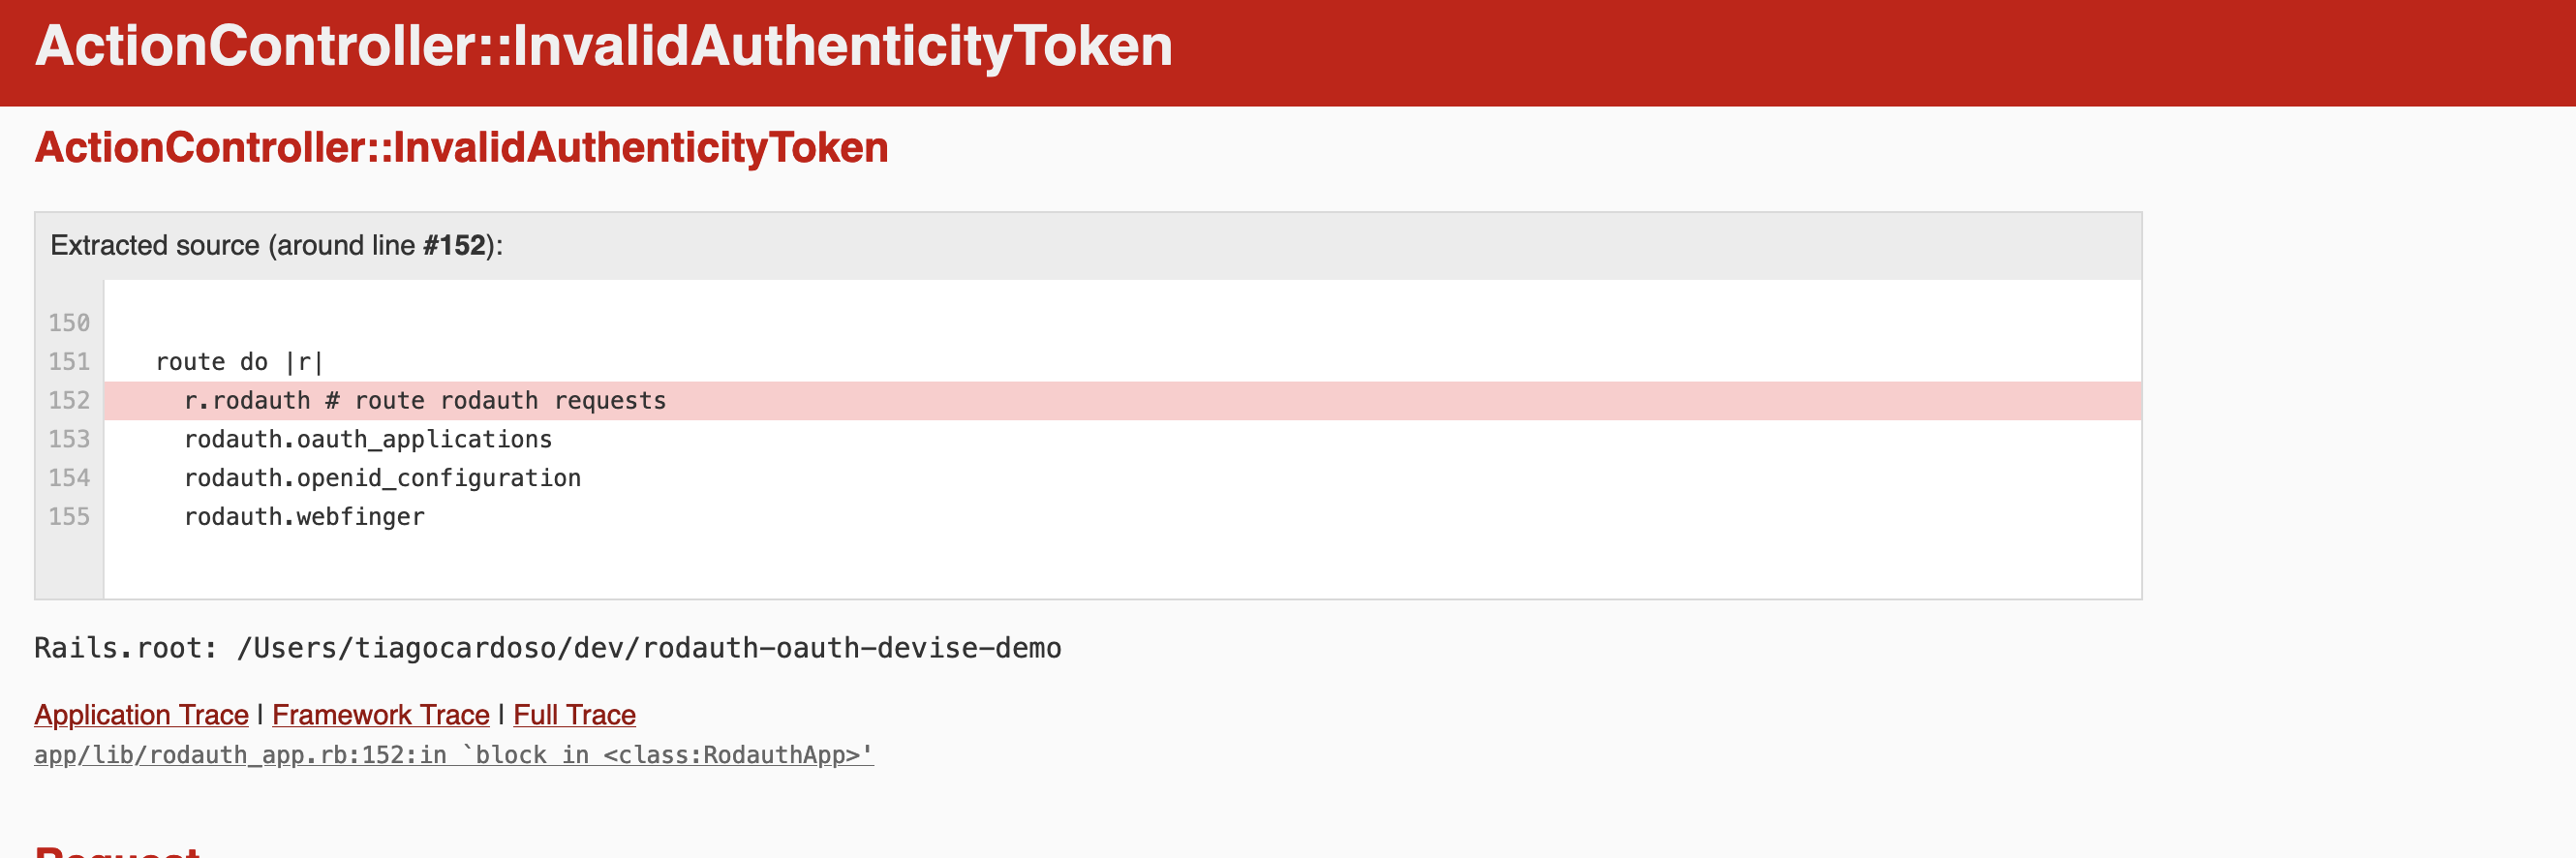 ActionController::InvalidAuthenticityToken
ActionController::InvalidAuthenticityToken
Extracted source (around line #152):
150
151 route do |r|
152 r.rodauth # route rodauth requests
153 rodauth.oauth_applications
154 rodauth.openid_configuration
155 rodauth.webfinger
Rails.root: /Users/tiagocardoso/dev/rodauth-oauth-devise-demo
Application Trace | Framework Trace | Full Trace
app/lib/rodauth_app.rb:152:in `block in <class:RodauthApp>'
Request